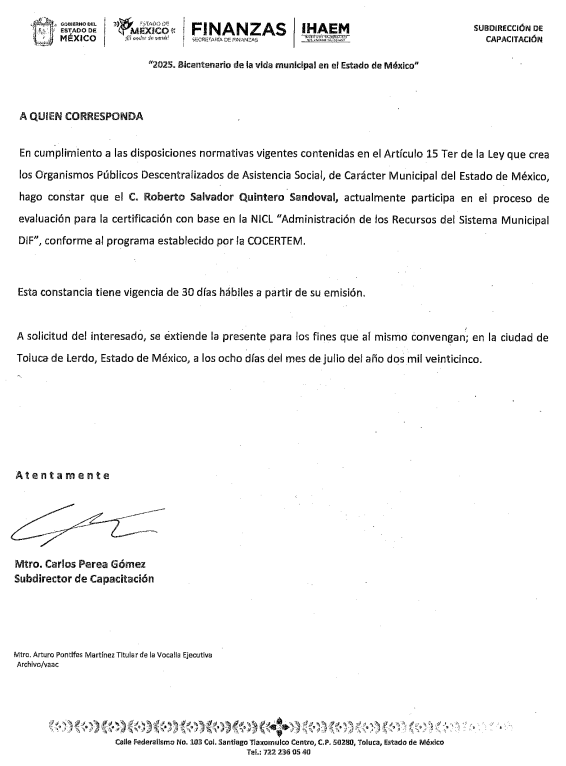 GOBIERNO DEL
ESTADO DE
MÉXICO
ESTADO DE
MÉXICO
¡El poder de servir!
FINANZAS
SECRETARÍA DE FINANZAS
IHAEM
SUBDIRECCIÓN DE
CAPACITACIÓN
"2025. Bicentenario de la vida municipal en el Estado de México"
A QUIEN CORRESPONDA
En cumplimiento a las disposiciones normativas vigentes contenidas en el Artículo 15 Ter de la Ley que crea
los Organismos Públicos Descentralizados de Asistencia Social, de Carácter Municipal del Estado de México,
hago constar que el C. Roberto Salvador Quintero Sandoval, actualmente participa en el proceso de
evaluación para la certificación con base en la NICL "Administración de los Recursos del Sistema Municipal
DIF", conforme al programa establecido por la COCERTEM.
Esta constancia tiene vigencia de 30 días hábiles a partir de su emisión.
A solicitud del interesado, se extiende la presente para los fines que al mismo convengan; en la ciudad de
Toluca de Lerdo, Estado de México, a los ocho días del mes de julio del año dos mil veinticinco.
Atentamente
Mtro. Carlos Perea Gómez
Subdirector de Capacitación
Mtro. Arturo Pontifes Martínez Titular de la Vocalía Ejecutiva
Archivo/vaac
Calle Federalismo No. 103 Col. Santiago Tlaxomulco Centro, C.P. 50280, Toluca, Estado de México
Tel.: 722 236 05 40